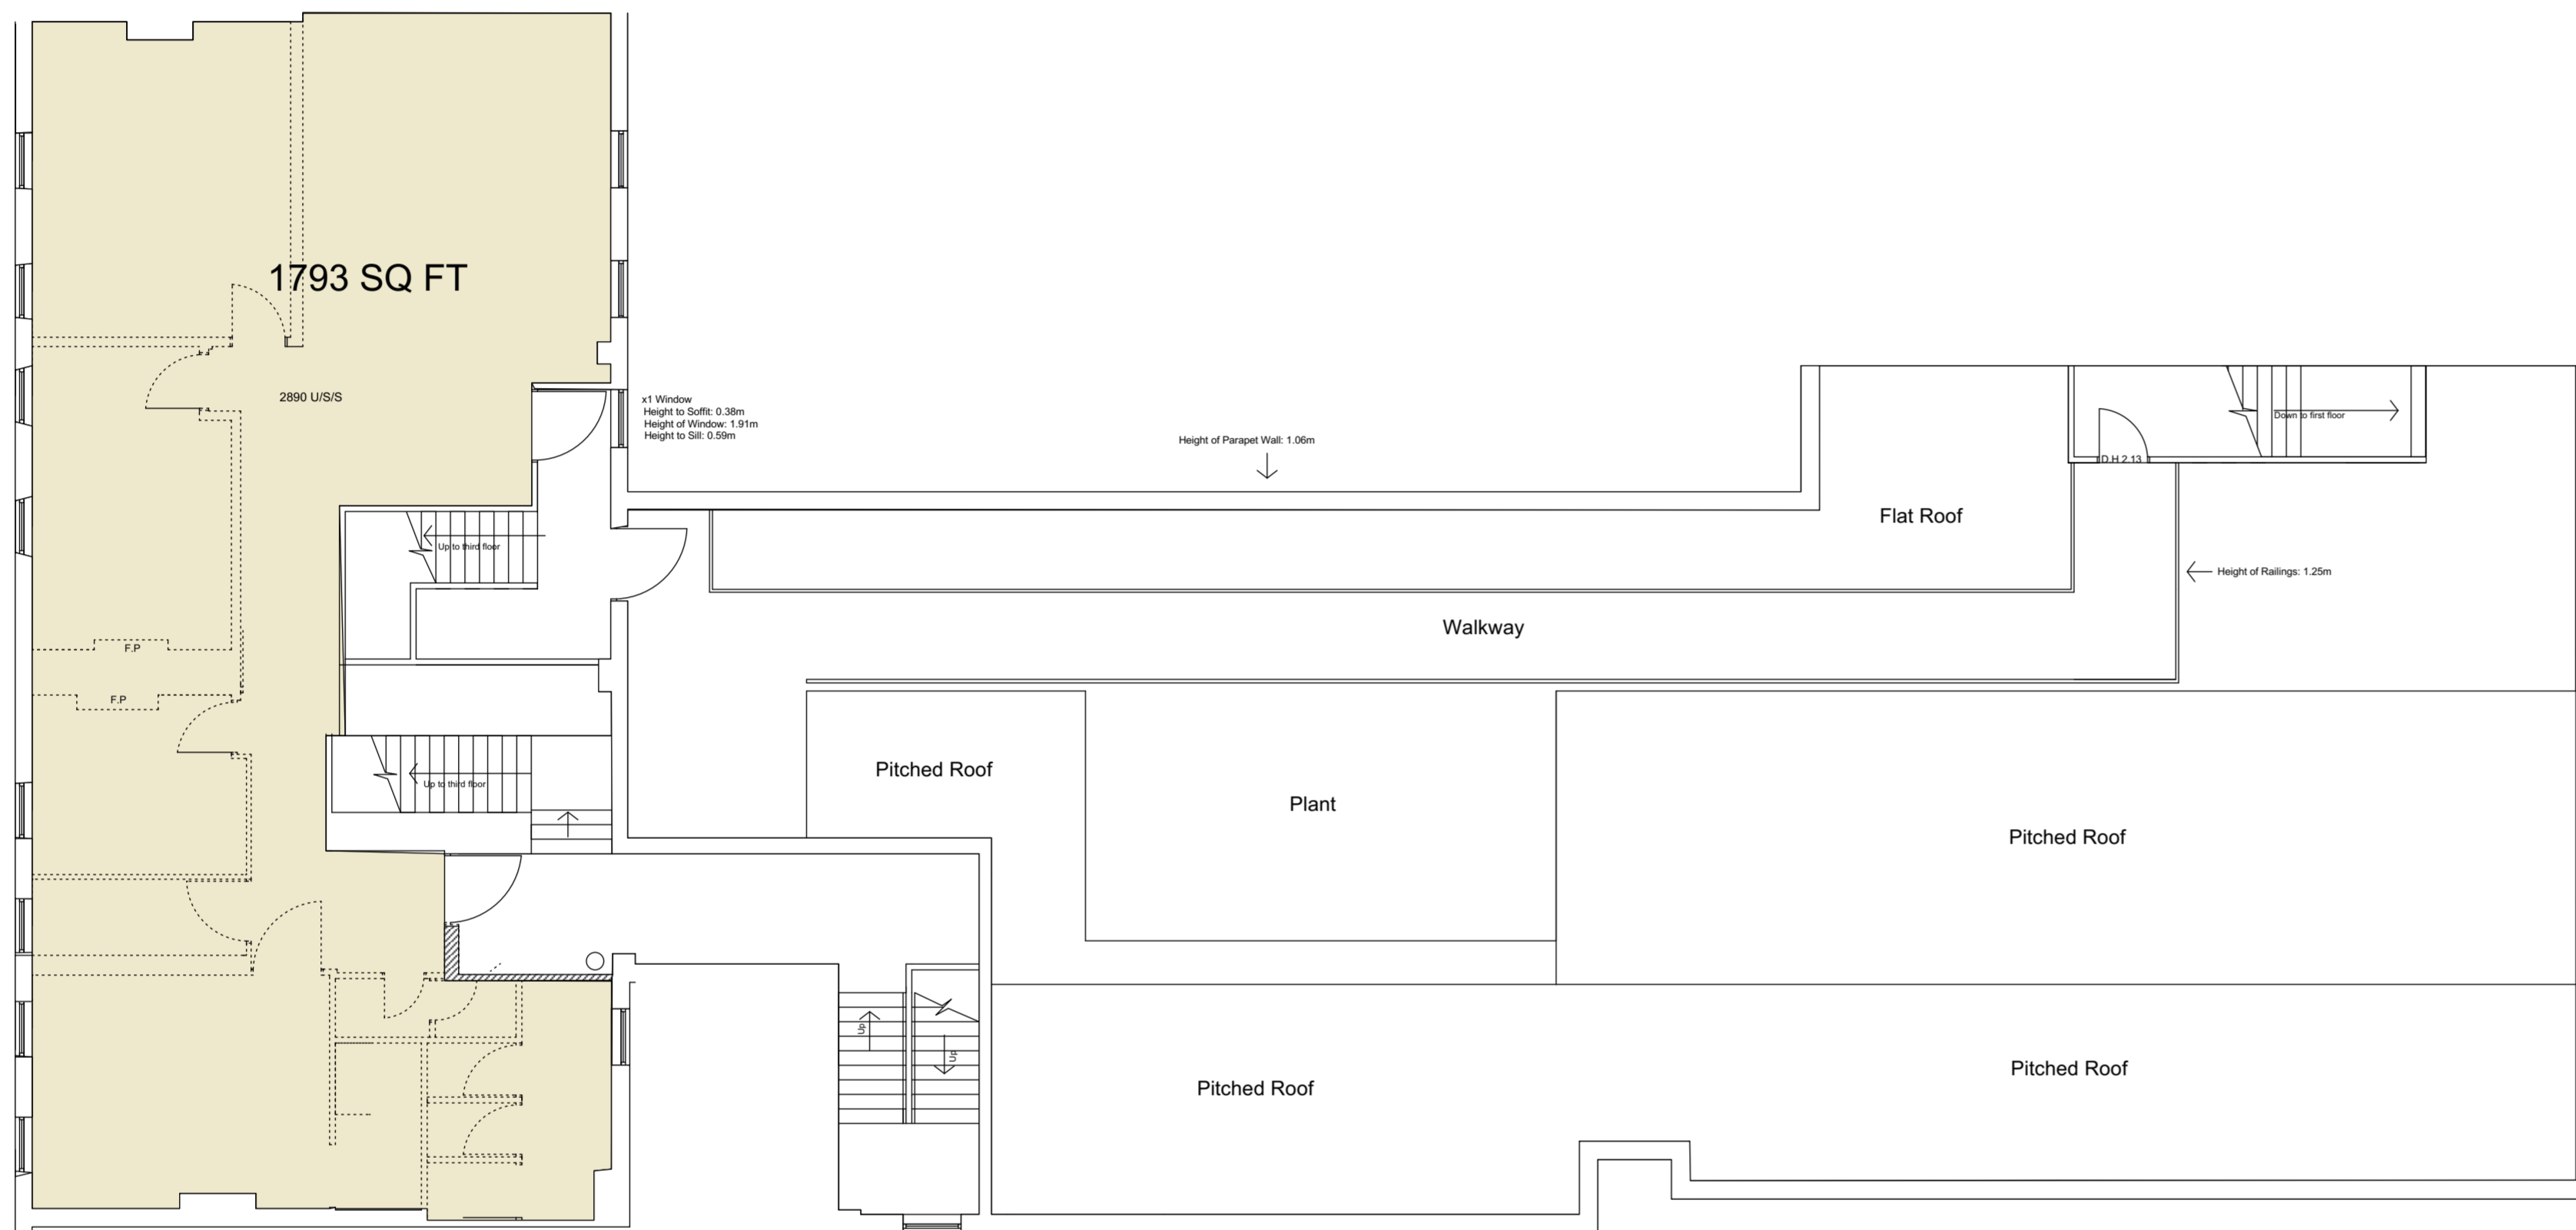 1793 SQ FT
2890 U/S/S
x1 Window
Height to Soffit: 0.38m
Height of Window: 1.91m
Height to Sill: 0.59m
Height of Parapet Wall: 1.06m
Down to first floor
D.H 2.13
Flat Roof
Up to third floor
Height of Railings: 1.25m
Walkway
F.P
F.P
Pitched Roof
Up to third floor
Plant
Pitched Roof
Up
Up
Pitched Roof
Pitched Roof